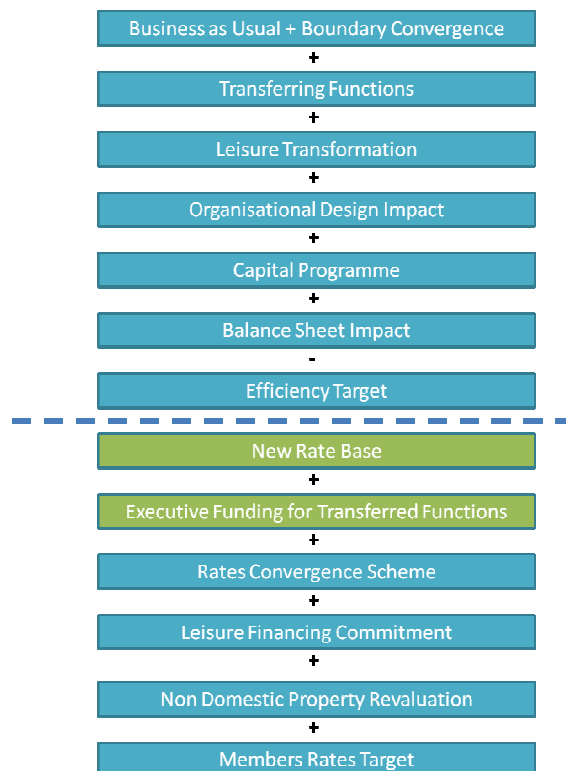 Business as Usual + Boundary Convergence
+
Transferring Functions
+
Leisure Transformation
+
Organisational Design Impact
+
Capital Programme
+
Balance Sheet Impact
-
Efficiency Target
New Rate Base
+
Executive Funding for Transferred Functions
+
Rates Convergence Scheme
+
Leisure Financing Commitment
+
Non Domestic Property Revaluation
+
Members Rates Target